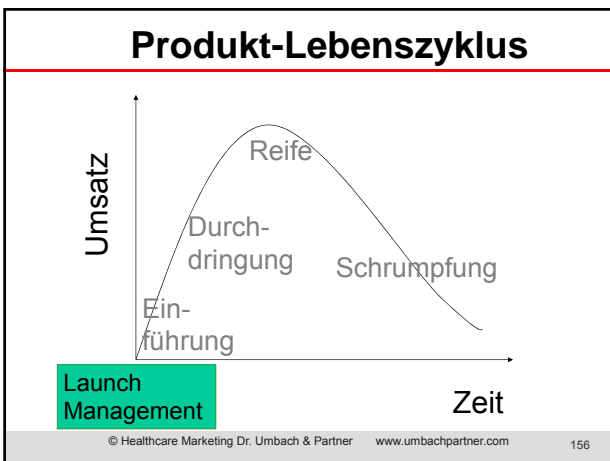 Produkt-Lebenszyklus
Umsatz
Reife
Durch-
dringung
Schrumpfung
Ein-
führung
Launch
Management
Zeit
© Healthcare Marketing Dr. Umbach & Partner www.umbachpartner.com 156